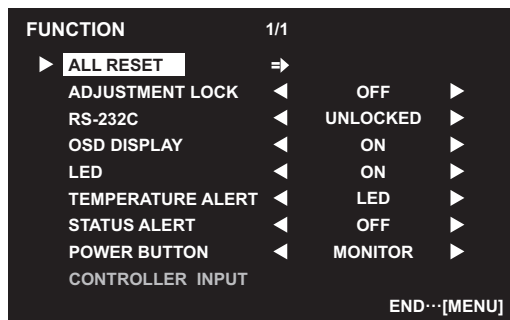 FUNCTION 1/1
ALL RESET
ADJUSTMENT LOCK OFF
RS-232C UNLOCKED
OSD DISPLAY ON
LED ON
TEMPERATURE ALERT LED
STATUS ALERT OFF
POWER BUTTON MONITOR
CONTROLLER INPUT
END···[MENU]